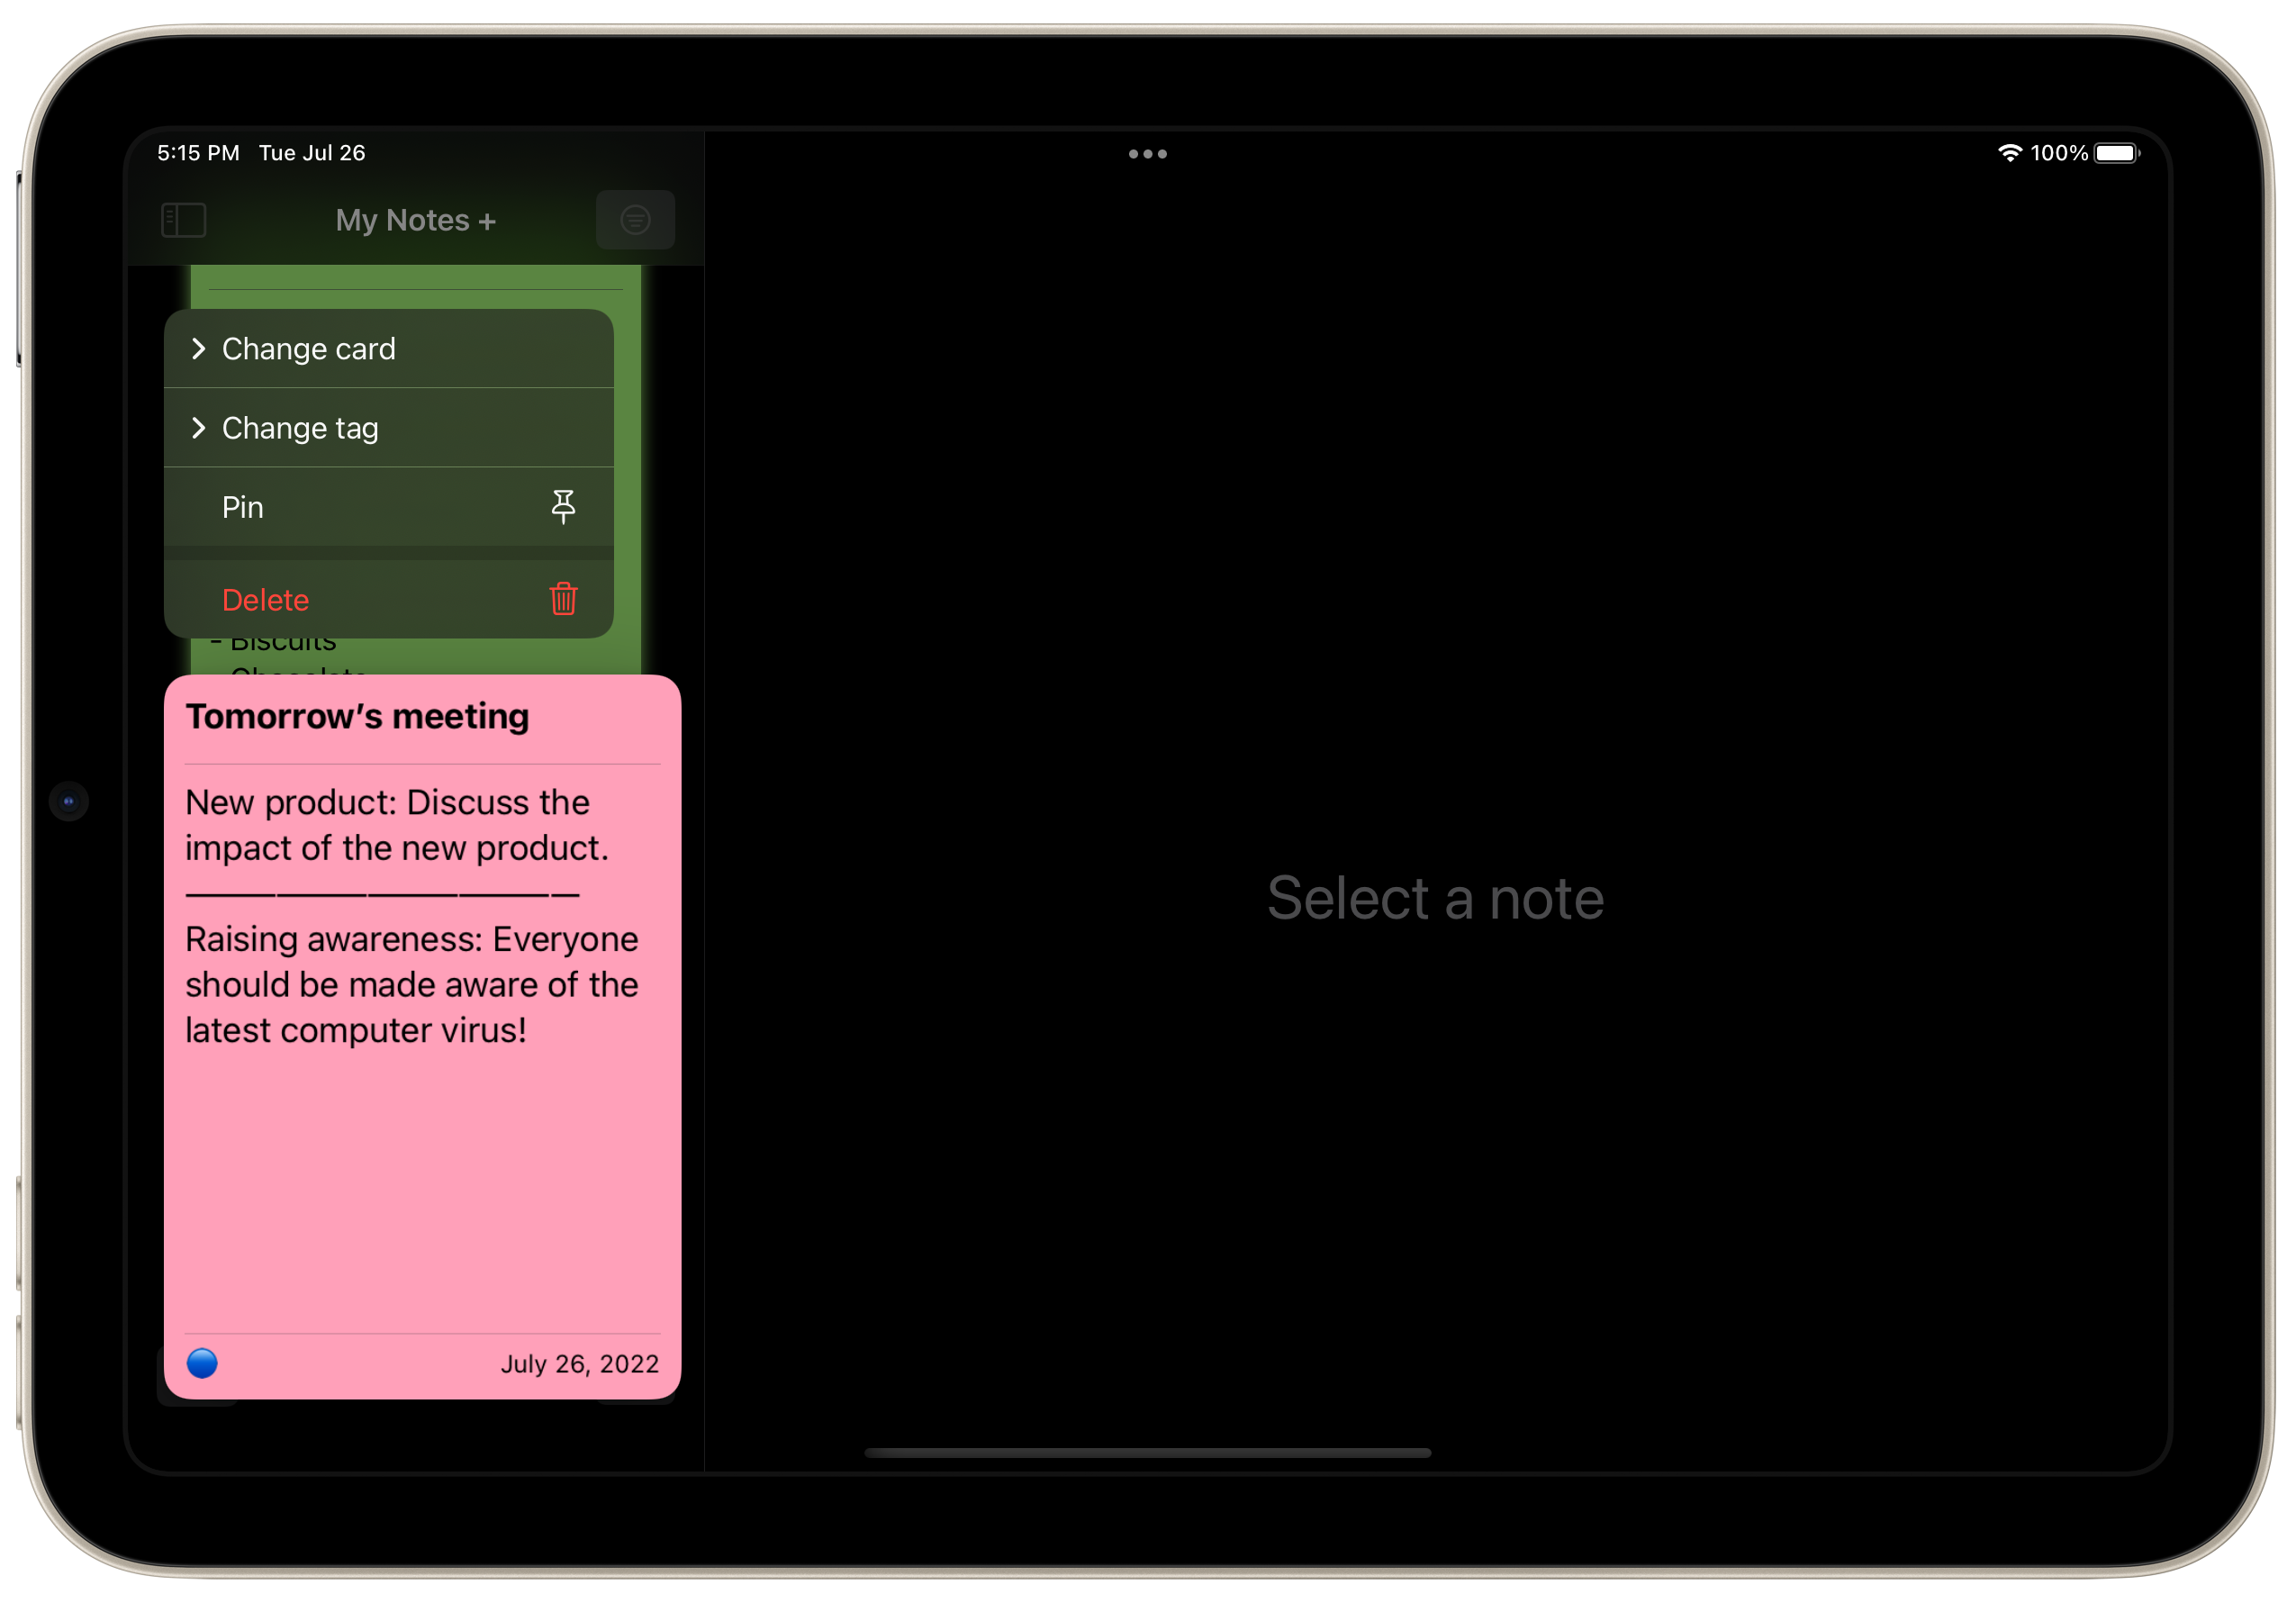 5:15 PM Tue Jul 26
100%
My Notes +
Change card
Change tag
Pin
Delete
- Biscuits
Chocolate
Tomorrow’s meeting
New product: Discuss the
impact of the new product.
—————————————
Raising awareness: Everyone
should be made aware of the
latest computer virus!
July 26, 2022
Select a note